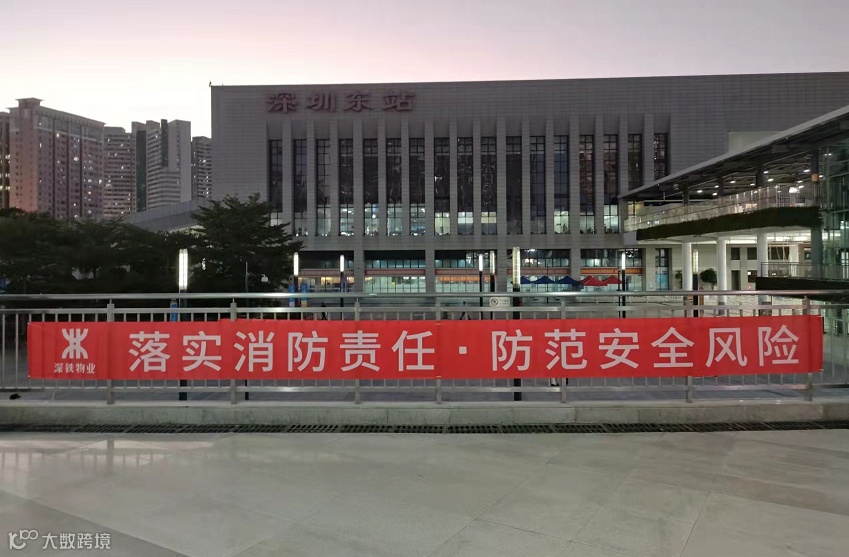 深圳东站
深铁物业
落实消防责任·防范安全风险
大数跨境